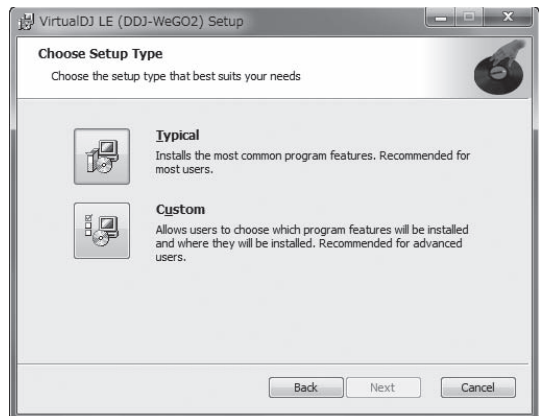 VirtualDJ LE (DDJ-WeGO2) Setup
Choose Setup Type
Choose the setup type that best suits your needs
Typical
Installs the most common program features. Recommended for
most users.
Custom
Allows users to choose which program features will be installed
and where they will be installed. Recommended for advanced
users.
Back Next Cancel